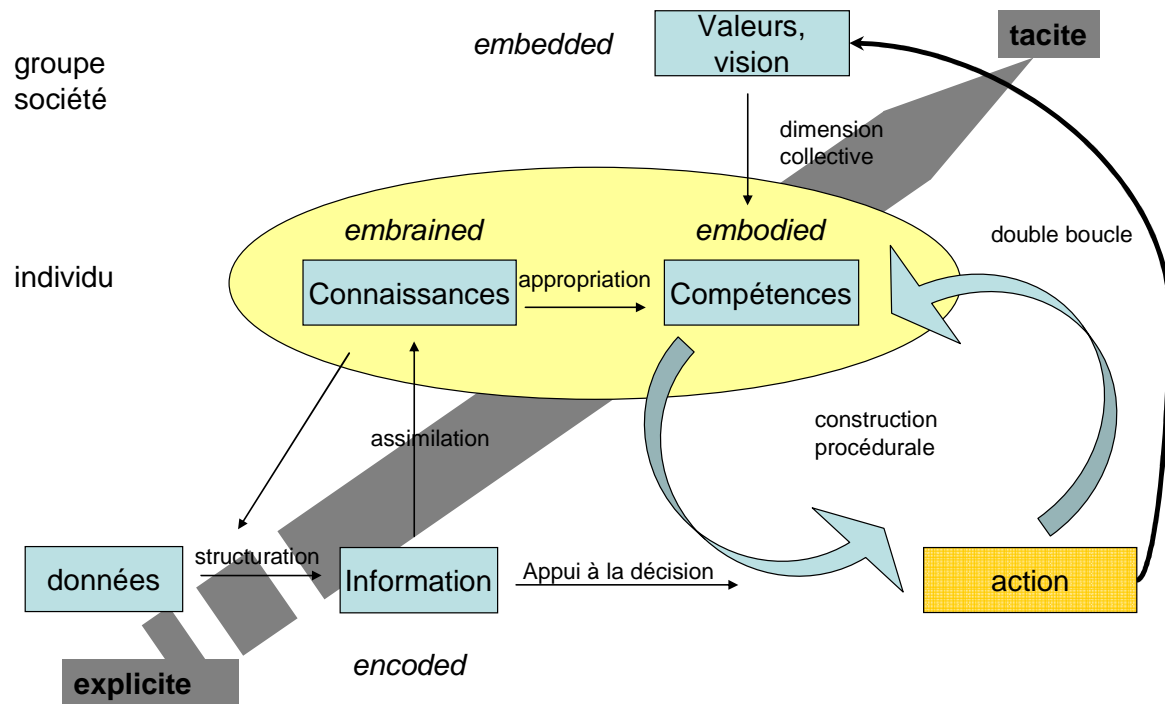 embedded
Valeurs,
vision
tacite
groupe
société
dimension
collective
embrained
embodied
double boucle
individu
Connaissances
appropriation
Compétences
construction
procédurale
assimilation
données
structuration
Information
Appui à la décision
action
encoded
explicite